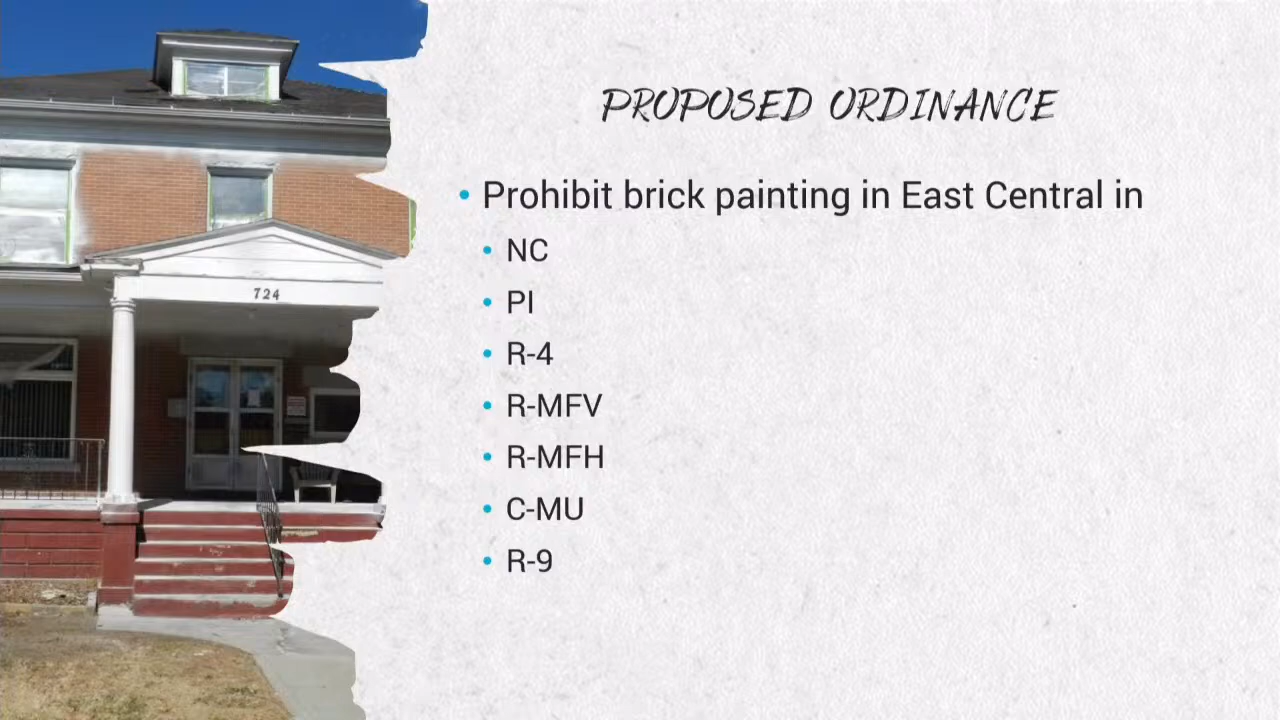 PROPOSED ORDINANCE
• Prohibit brick painting in East Central in
• NC
• PI
• R-4
• R-MFV
• R-MFH
• C-MU
• R-9
724